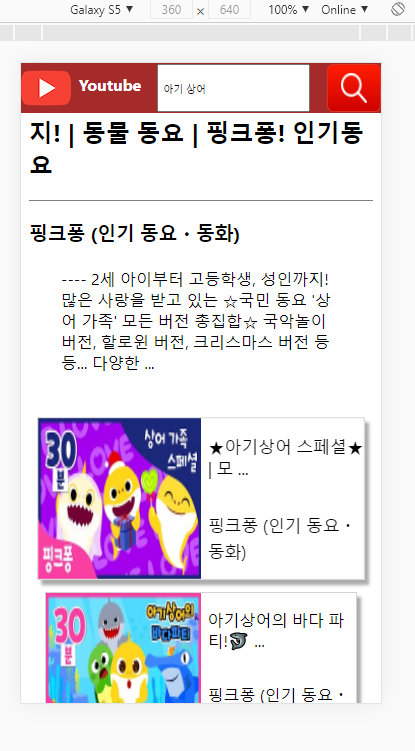 Galaxy S5 ▼ 360 × 640 100% ▼ Online ▼
Youtube
아기 상어
지! | 동물 동요 | 핑크퐁! 인기동
요
핑크퐁 (인기 동요・동화)
---- 2세 아이부터 고등학생, 성인까지!
많은 사랑을 받고 있는 ☆국민 동요 '상
어 가족' 모든 버전 총집합☆ 국악놀이
버전, 할로윈 버전, 크리스마스 버전 등
등... 다양한 ...
30
분
상어 가족
스페셜
LOVE
핑크퐁
★아기상어 스페셜★
| 모 ...
핑크퐁 (인기 동요・
동화)
30
분
아기상어의
바다파티
아기상어의 바다 파
티!🦈 ...
핑크퐁 (인기 동요・